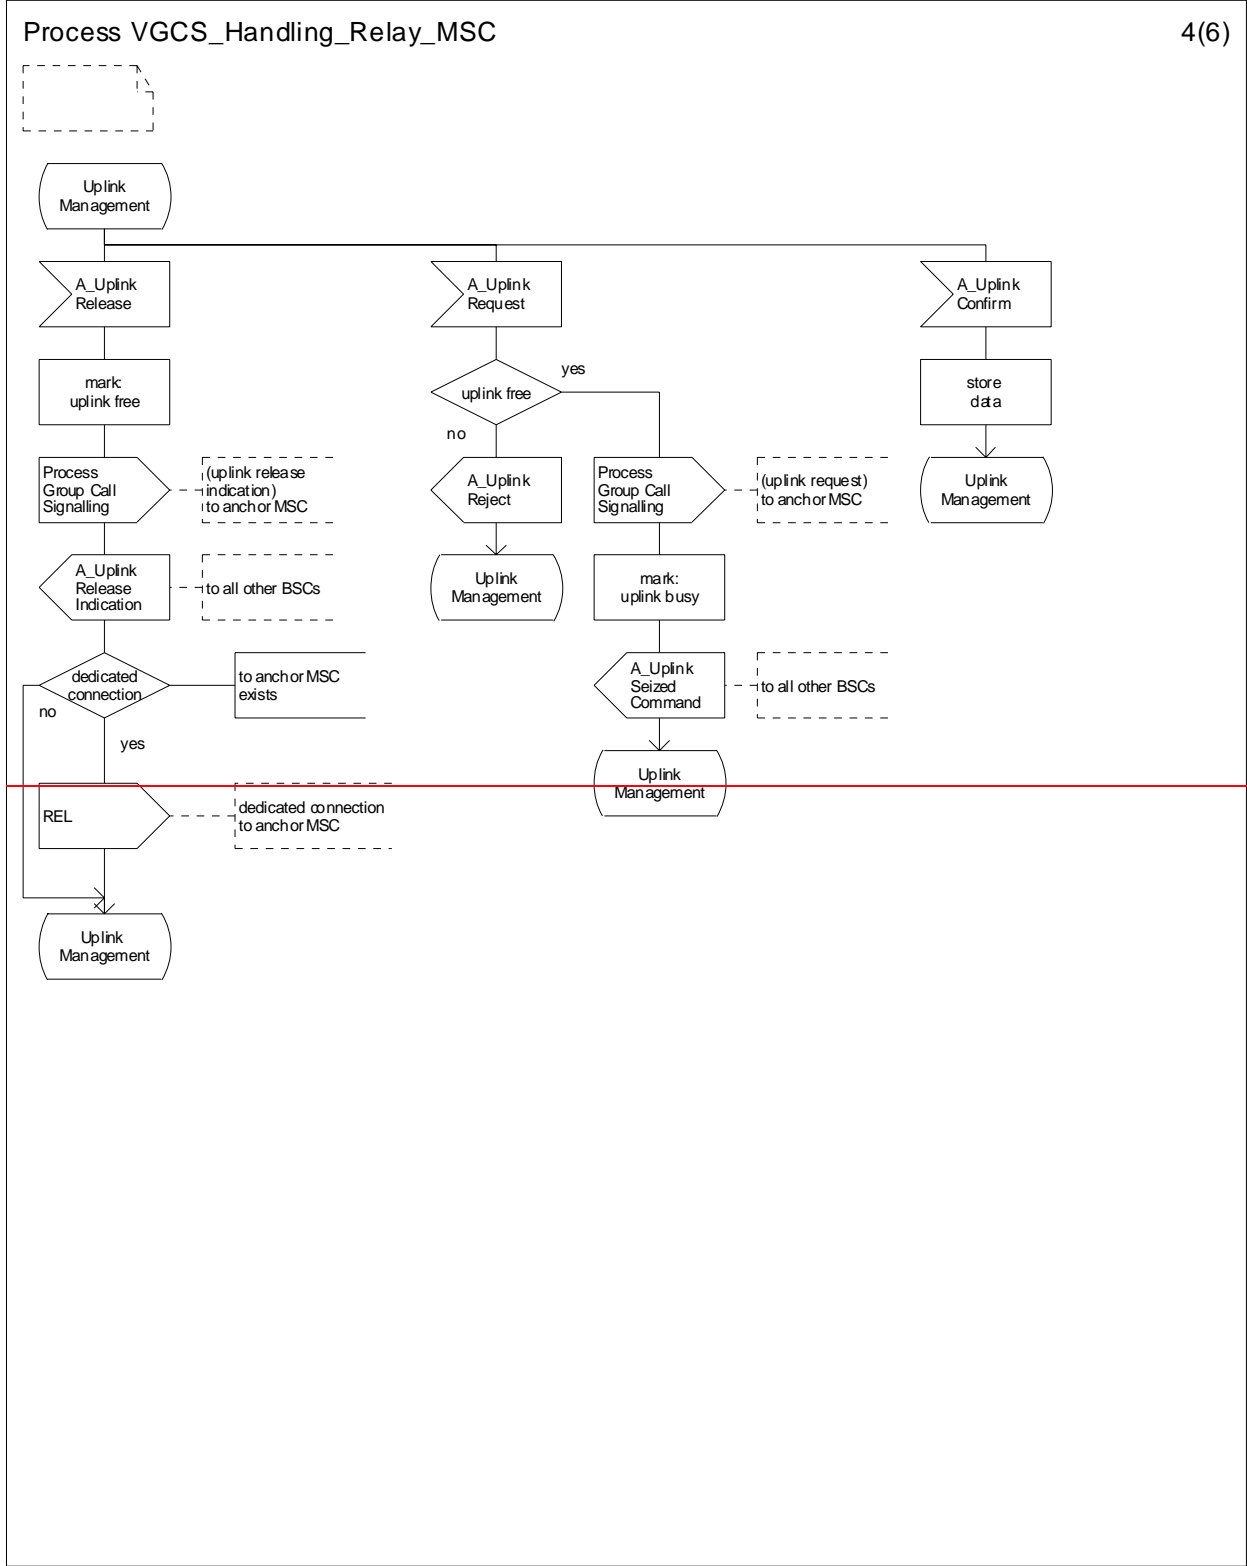 Process VGCS_Handling_Relay_MSC
4(6)
Uplink
Management
A_Uplink
Release
mark:
uplink free
Process
Group Call
Signalling
(uplink release
indication)
to anchor MSC
A_Uplink
Release
Indication
to all other BSCs
dedicated
connection
to anchor MSC
exists
no
yes
REL
dedicated connection
to anchor MSC
Uplink
Management
A_Uplink
Request
uplink free
yes
no
A_Uplink
Reject
Uplink
Management
Process
Group Call
Signalling
(uplink request)
to anchor MSC
mark:
uplink busy
A_Uplink
Seized
Command
to all other BSCs
Uplink
Management
A_Uplink
Confirm
store
data
Uplink
Management